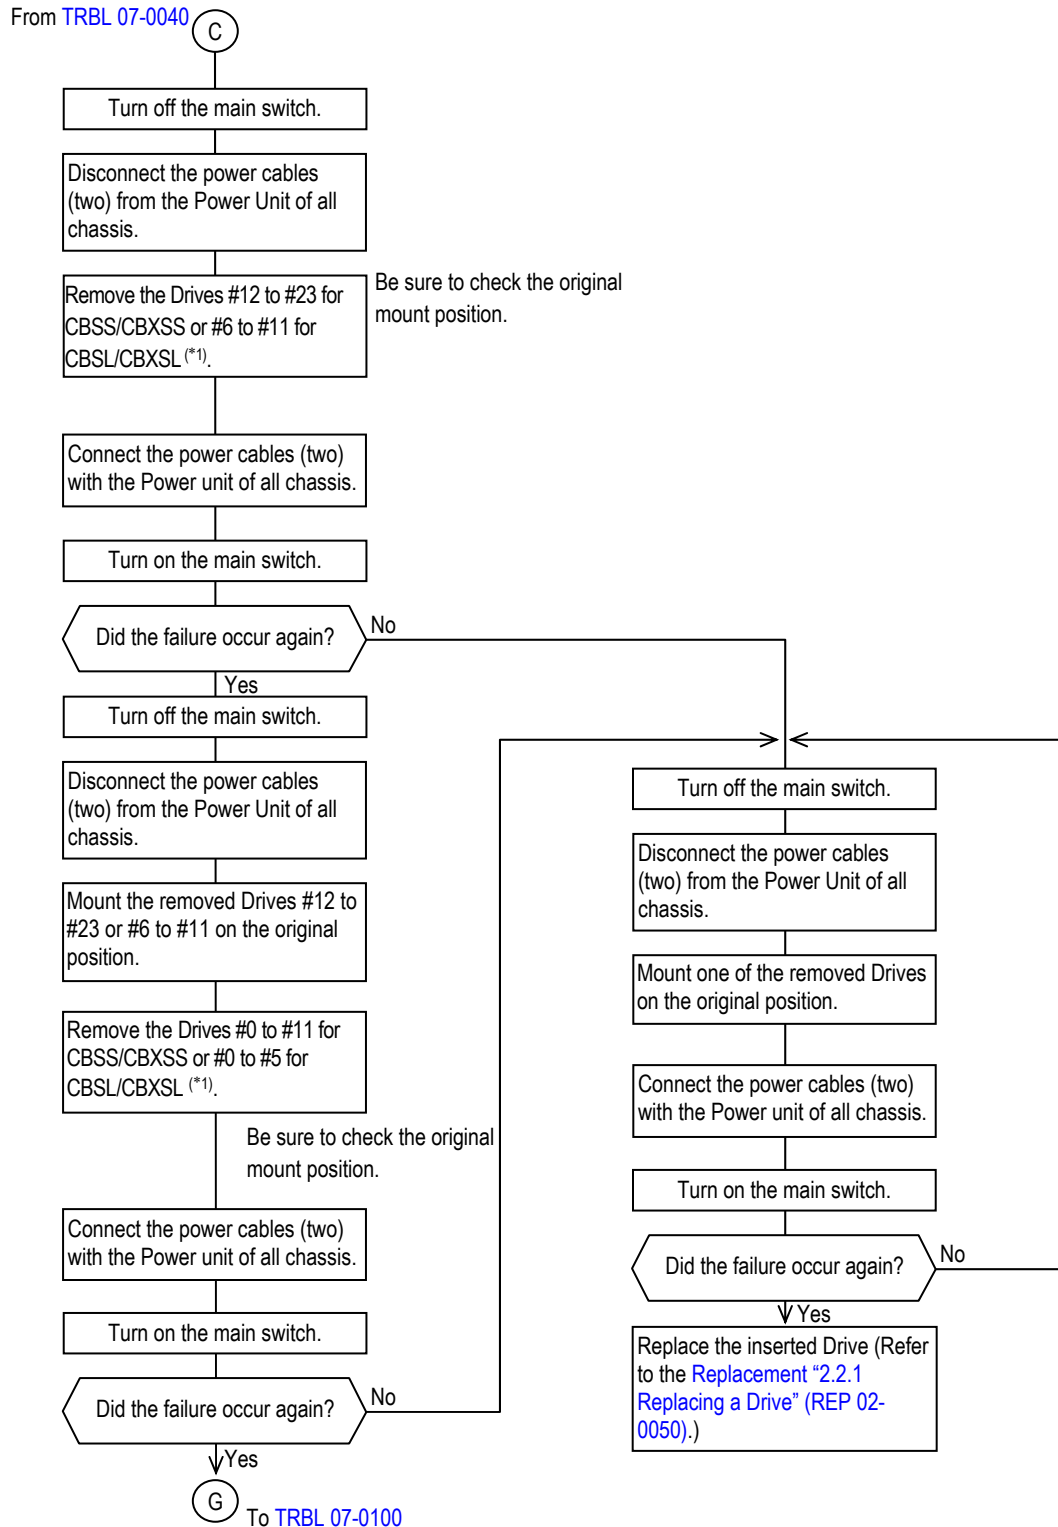 From TRBL 07-0040
C
Turn off the main switch.
Disconnect the power cables
(two) from the Power Unit of all
chassis.
Remove the Drives #12 to #23 for
CBSS/CBXSS or #6 to #11 for
CBSL/CBXSL (*1).
Be sure to check the original
mount position.
Connect the power cables (two)
with the Power unit of all chassis.
Turn on the main switch.
Did the failure occur again?
No
Yes
Turn off the main switch.
Disconnect the power cables
(two) from the Power Unit of all
chassis.
Mount the removed Drives #12 to
#23 or #6 to #11 on the original
position.
Remove the Drives #0 to #11 for
CBSS/CBXSS or #0 to #5 for
CBSL/CBXSL (*1).
Be sure to check the original
mount position.
Connect the power cables (two)
with the Power unit of all chassis.
Turn on the main switch.
Did the failure occur again?
No
Yes
G
To TRBL 07-0100
Turn off the main switch.
Disconnect the power cables
(two) from the Power Unit of all
chassis.
Mount one of the removed Drives
on the original position.
Connect the power cables (two)
with the Power unit of all chassis.
Turn on the main switch.
Did the failure occur again?
No
Yes
Replace the inserted Drive (Refer
to the Replacement “2.2.1
Replacing a Drive” (REP 02-
0050).)